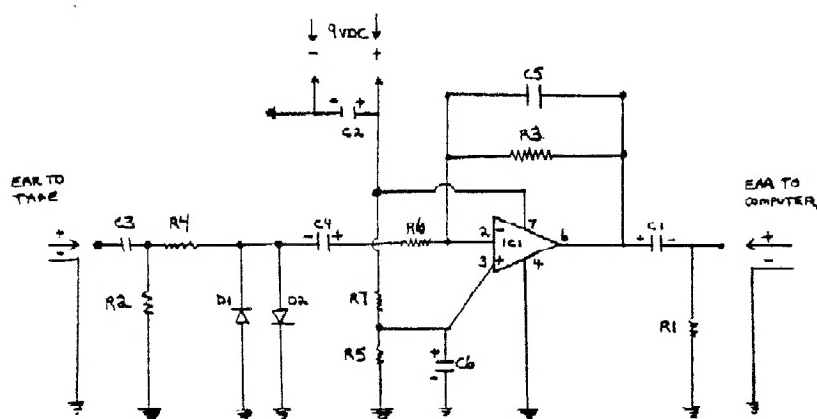 9VDC
- +
- +
C2
C5
R3
EAR TO
TAPE
EAR TO
COMPUTER
C3
R4
C4
- +
R6
2 -
7
IC1
6
3 +
4
C1
+ -
+
-
+
-
R2
D1
D2
R7
R5
+
-
C6
R1